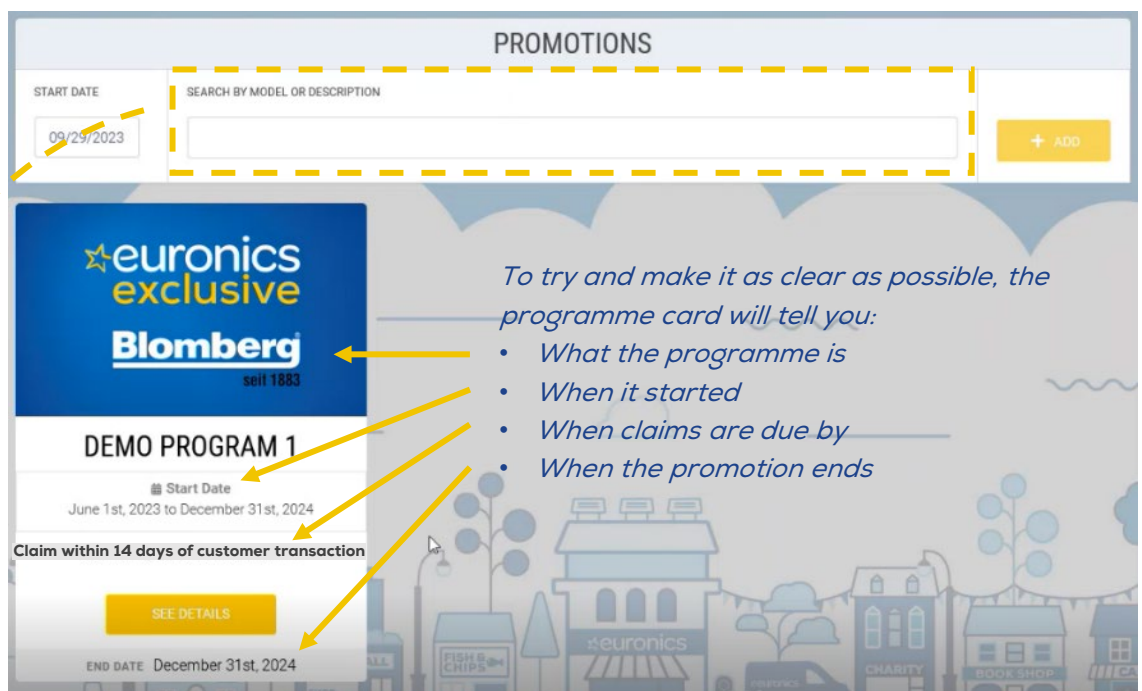 PROMOTIONS
START DATE
SEARCH BY MODEL OR DESCRIPTION
09/29/2023
+ ADD
euronics
exclusive
Blomberg
seit 1883
To try and make it as clear as possible, the
programme card will tell you:
• What the programme is
• When it started
• When claims are due by
• When the promotion ends
DEMO PROGRAM 1
Start Date
June 1st, 2023 to December 31st, 2024
Claim within 14 days of customer transaction
SEE DETAILS
END DATE December 31st, 2024
FISH &
CHIPS
euronics
euronics
CHARITY
BOOK SHOP